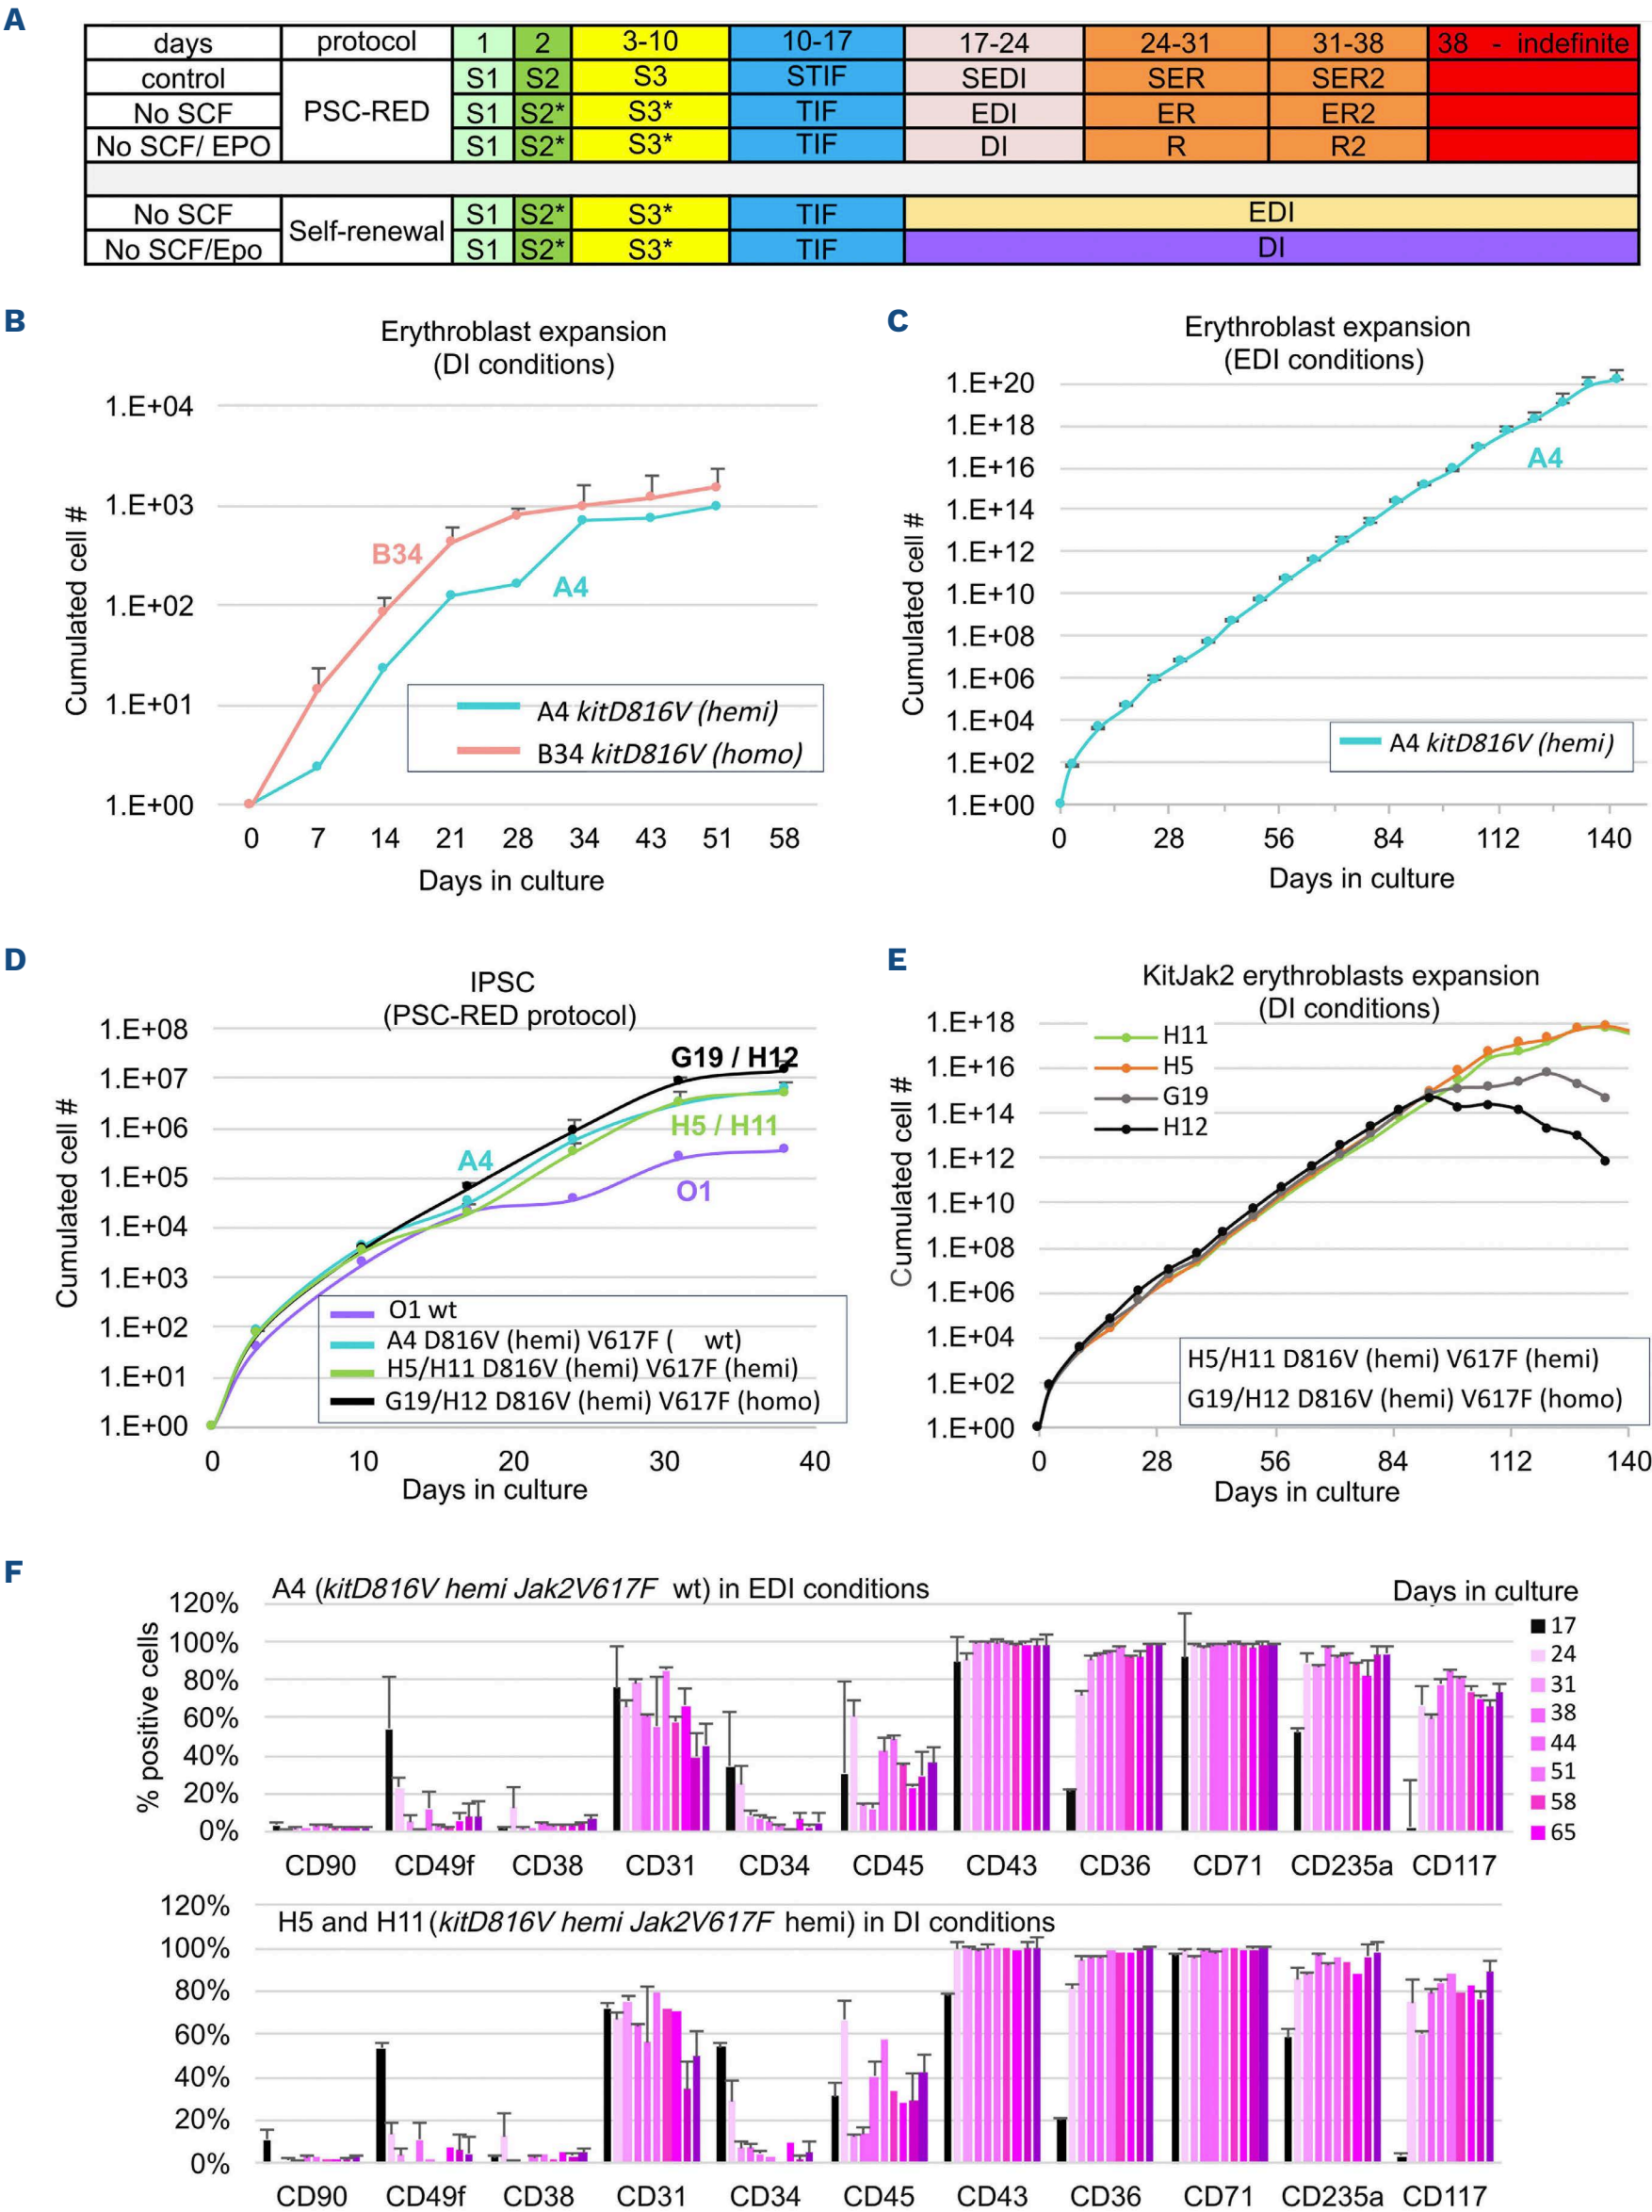 A
days protocol 1 2 3-10 10-17 17-24 24-31 31-38 38 - indefinite
control PSC-RED S1 S2 S3 STIF SEDI SER SER2
No SCF S1 S2* S3* TIF EDI ER ER2
No SCF/ EPO S1 S2* S3* TIF DI R R2
No SCF Self-renewal S1 S2* S3* TIF EDI
No SCF/Epo S1 S2* S3* TIF DI
B
Erythroblast expansion
(DI conditions)
Cumulated cell #
1.E+04
1.E+03
1.E+02
1.E+01
1.E+00
B34
A4
A4 kitD816V (hemi)
B34 kitD816V (homo)
0 7 14 21 28 34 43 51 58
Days in culture
C
Erythroblast expansion
(EDI conditions)
Cumulated cell #
1.E+20
1.E+18
1.E+16
1.E+14
1.E+12
1.E+10
1.E+08
1.E+06
1.E+04
1.E+02
1.E+00
A4
A4 kitD816V (hemi)
0 28 56 84 112 140
Days in culture
D
IPSC
(PSC-RED protocol)
Cumulated cell #
1.E+08
1.E+07
1.E+06
1.E+05
1.E+04
1.E+03
1.E+02
1.E+01
1.E+00
G19 / H12
H5 / H11
A4
O1
O1 wt
A4 D816V (hemi) V617F ( wt)
H5/H11 D816V (hemi) V617F (hemi)
G19/H12 D816V (hemi) V617F (homo)
0 10 20 30 40
Days in culture
E
KitJak2 erythroblasts expansion
(DI conditions)
Cumulated cell #
1.E+18
1.E+16
1.E+14
1.E+12
1.E+10
1.E+08
1.E+06
1.E+04
1.E+02
1.E+00
H11
H5
G19
H12
H5/H11 D816V (hemi) V617F (hemi)
G19/H12 D816V (hemi) V617F (homo)
0 28 56 84 112 140
Days in culture
F
A4 (kitD816V hemi Jak2V617F wt) in EDI conditions
% positive cells
120%
100%
80%
60%
40%
20%
0%
CD90 CD49f CD38 CD31 CD34 CD45 CD43 CD36 CD71 CD235a CD117
Days in culture
17
24
31
38
44
51
58
65
H5 and H11 (kitD816V hemi Jak2V617F hemi) in DI conditions
120%
100%
80%
60%
40%
20%
0%
CD90 CD49f CD38 CD31 CD34 CD45 CD43 CD36 CD71 CD235a CD117